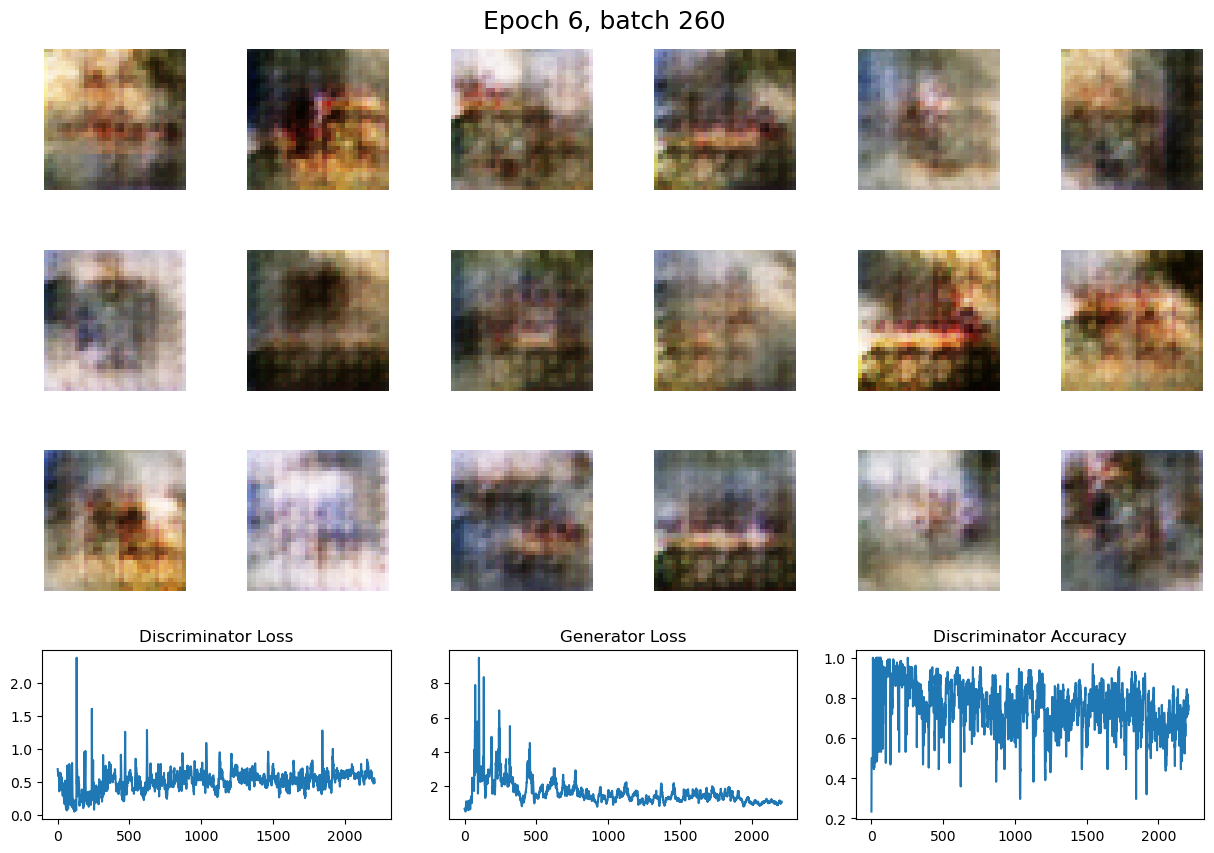 Epoch 6, batch 260
Discriminator Loss
Generator Loss
Discriminator Accuracy
2.0
1.5
1.0
0.5
0.0
0 500 1000 1500 2000
8
6
4
2
0 500 1000 1500 2000
1.0
0.8
0.6
0.4
0.2
0 500 1000 1500 2000